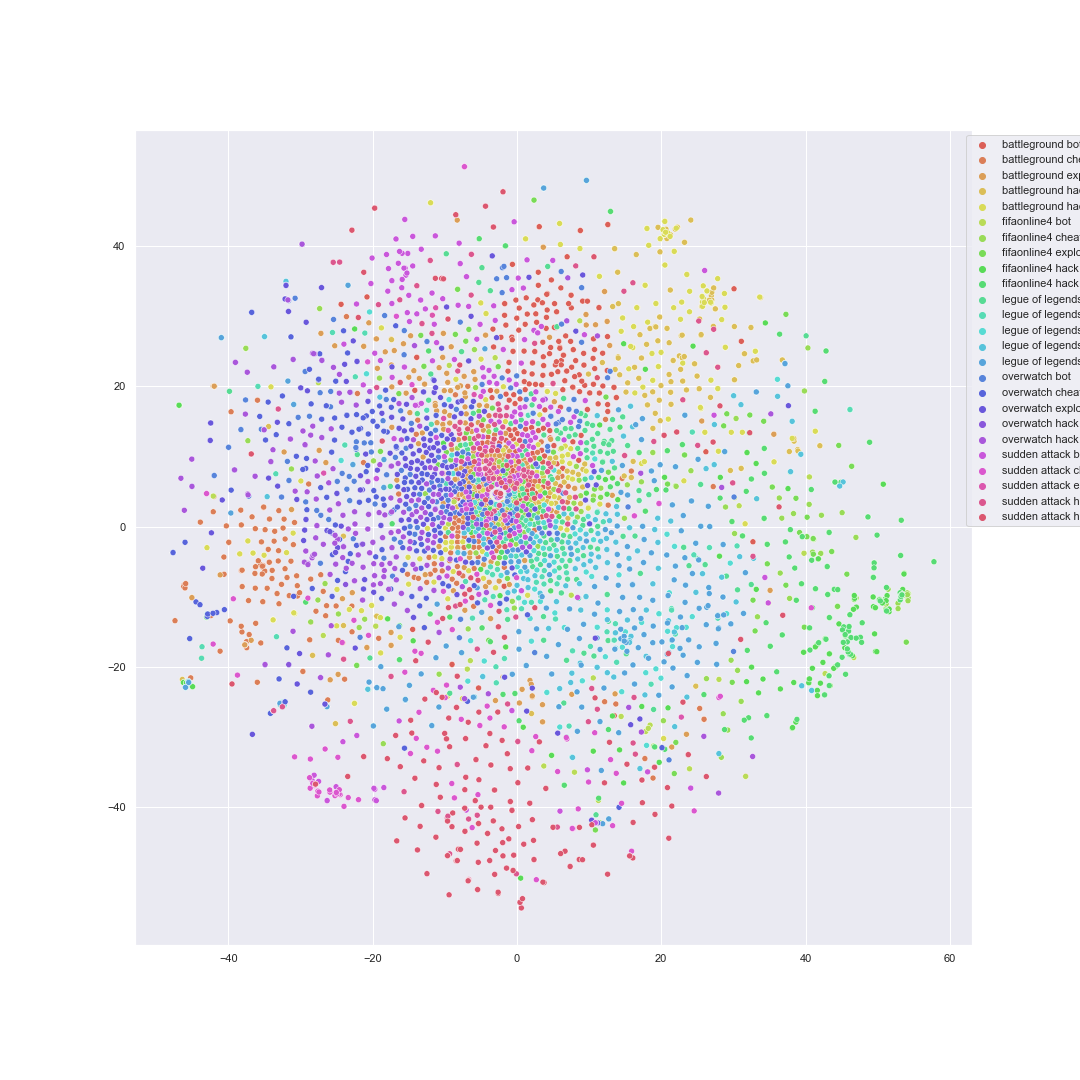 battleground bot
battleground che
battleground exp
battleground hac
battleground hac
fifaonline4 bot
fifaonline4 chea
fifaonline4 explo
fifaonline4 hack
fifaonline4 hack
legue of legends
legue of legends
legue of legends
legue of legends
legue of legends
overwatch bot
overwatch chea
overwatch explo
overwatch hack
overwatch hack
sudden attack b
sudden attack cl
sudden attack e
sudden attack h
sudden attack h
40
20
0
−20
−40
−40
−20
0
20
40
60